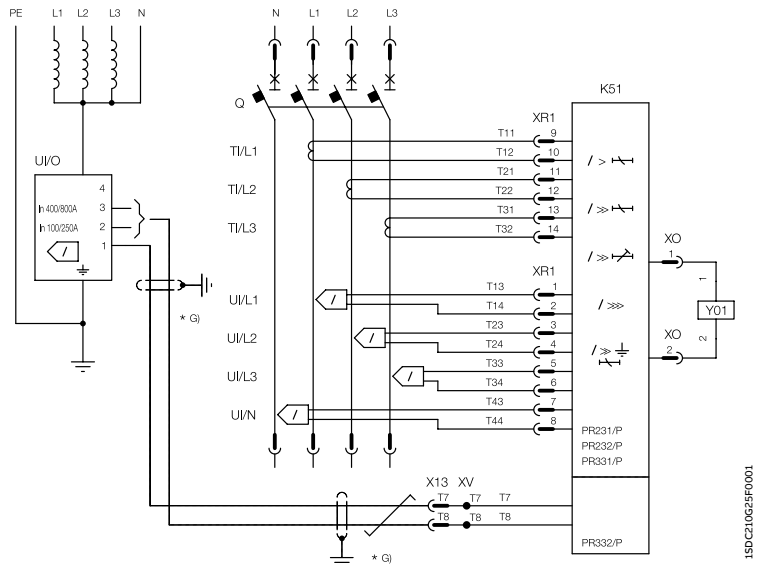 PE L1 L2 L3 N
N L1 L2 L3
K51
Q
XR1
T11 9
TI/L1
T12 10
/ >
UI/O
T21 11
TI/L2
4
T22 12
In 400/800A 3
/ >>
T31 13
In 100/250A 2
TI/L3
T32 14
XO
1
/
/ >>
1
XR1
T13 1
1
UI/L1
/
T14 2
/ >>>
Y01
* G)
T23 3
UI/L2
/
T24 4
/ >>
2
XO
2
T33 5
UI/L3
/
T34 6
T43 7
UI/N
/
T44 8
PR231/P
PR232/P
PR331/P
X13 XV
T7 T7 T7
T8 T8 T8
PR332/P
* G)
1SDC210G25F0001